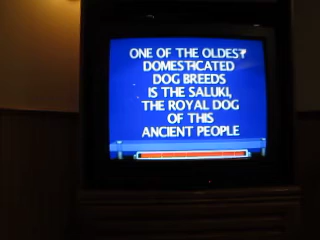 ONE OF THE OLDEST
DOMESTICATED
DOG BREEDS
IS THE SALUKI,
THE ROYAL DOG
OF THIS
ANCIENT PEOPLE